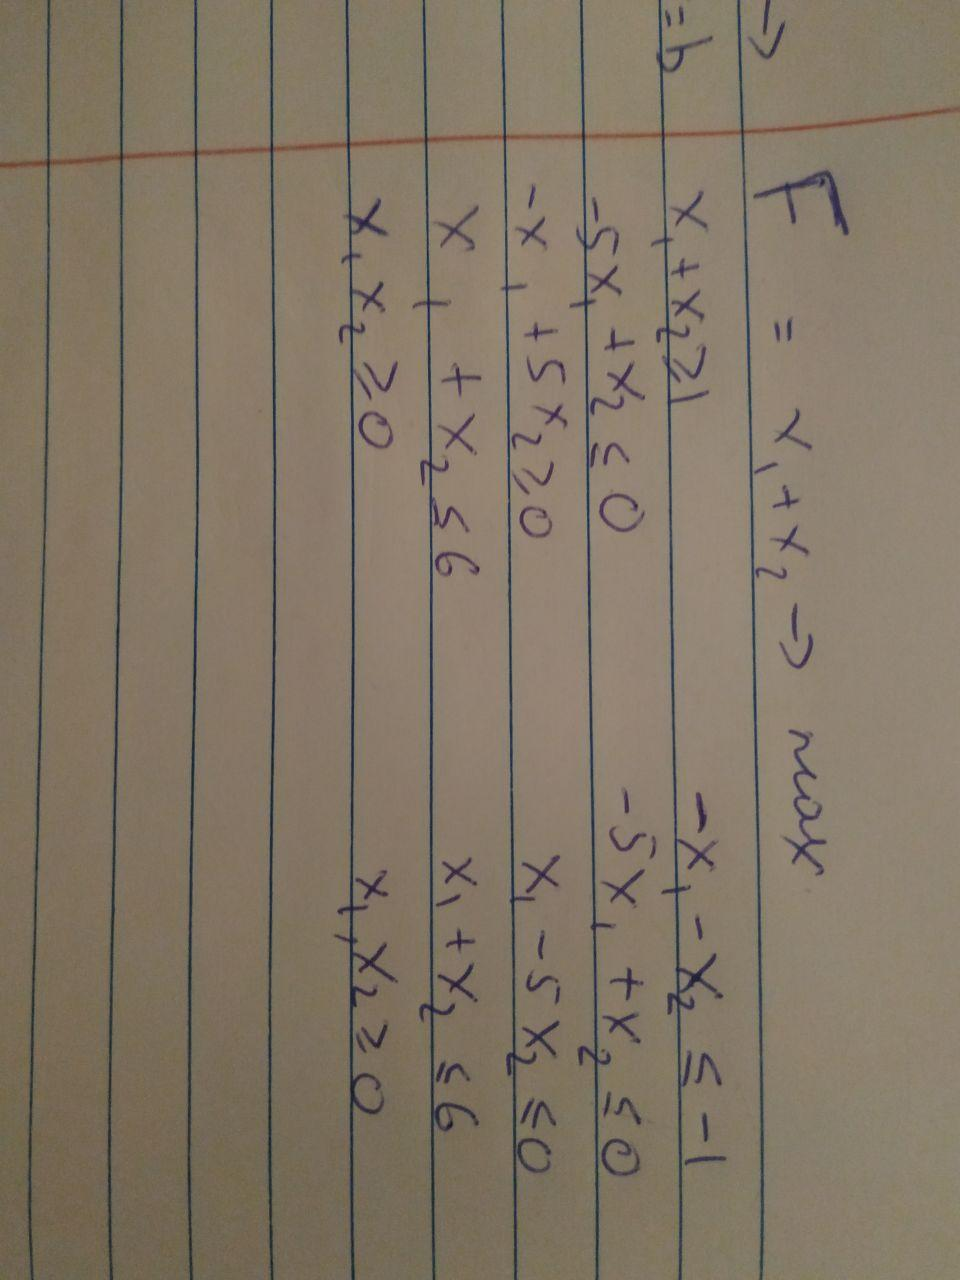 →
= b
F = x₁ + x₂ → max
x₁ + x₂ ≥ 1 -x₁ - x₂ ≤ -1
-5x₁ + x₂ ≤ 0 -5x₁ + x₂ ≤ 0
-x₁ + 5x₂ ≥ 0 x₁ - 5x₂ ≤ 0
x₁ + x₂ ≤ 6 x₁ + x₂ ≤ 6
x₁, x₂ ≥ 0 x₁, x₂ ≥ 0